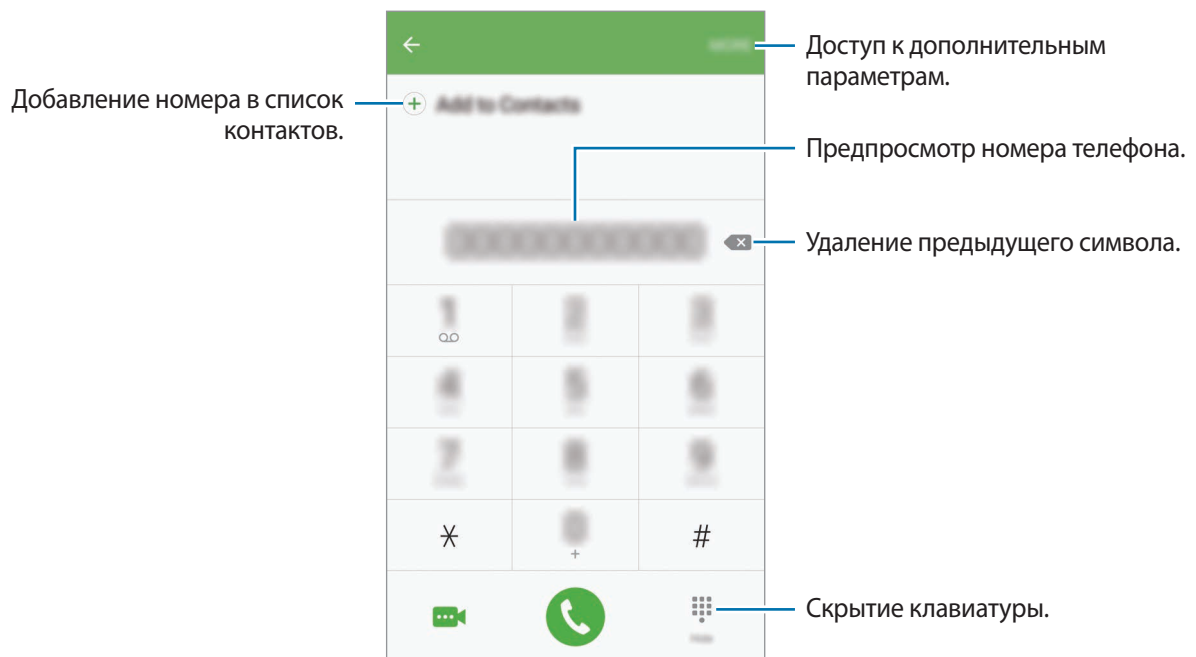 Доступ к дополнительным
параметрам.
Добавление номера в список
контактов.
Add to Contacts
Предпросмотр номера телефона.
Удаление предыдущего символа.
1 2 3
4 5 6
7 8 9
* 0 #
+
Скрытие клавиатуры.